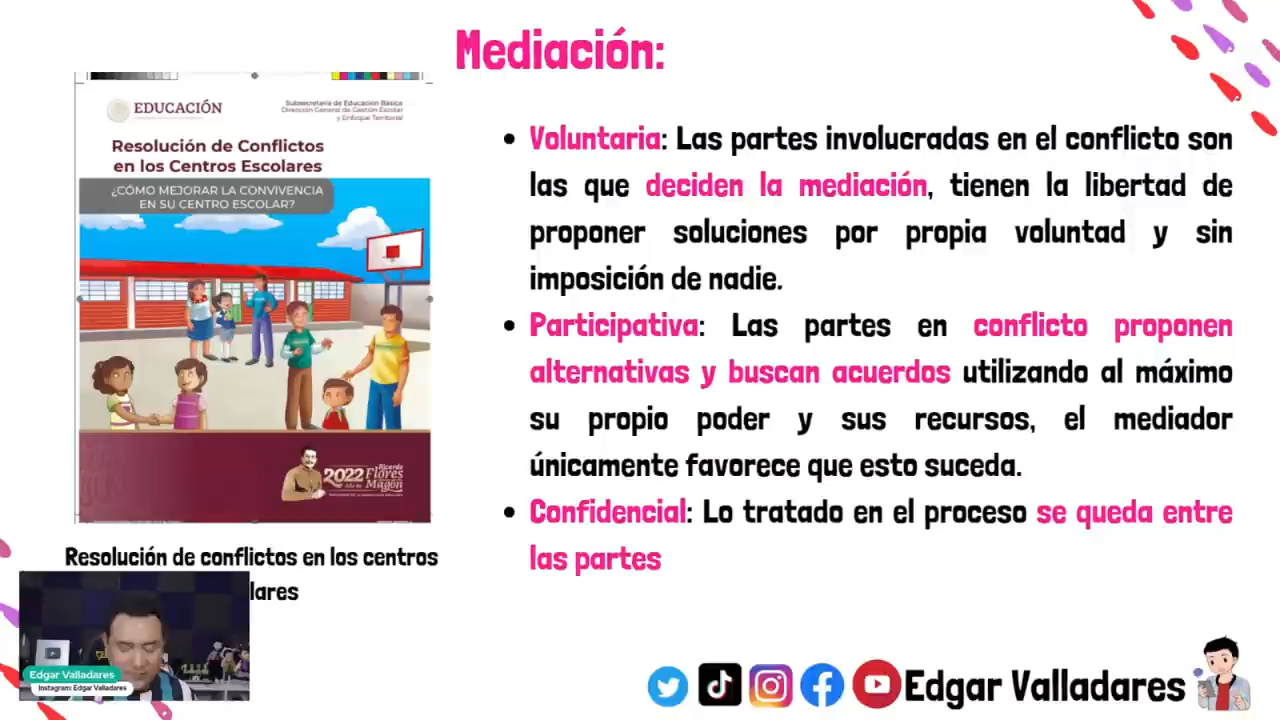 Mediación:
EDUCACIÓN
Subsecretaría de Educación Básica
Dirección General de Gestión Escolar
y Enfoque Territorial
Resolución de Conflictos
en los Centros Escolares
¿CÓMO MEJORAR LA CONVIVENCIA
EN SU CENTRO ESCOLAR?
2022 Ricardo
Año de Flores
Magón
Resolución de conflictos en los centros
lares
• Voluntaria: Las partes involucradas en el conflicto son
las que deciden la mediación, tienen la libertad de
proponer soluciones por propia voluntad y sin
imposición de nadie.
• Participativa: Las partes en conflicto proponen
alternativas y buscan acuerdos utilizando al máximo
su propio poder y sus recursos, el mediador
únicamente favorece que esto suceda.
• Confidencial: Lo tratado en el proceso se queda entre
las partes
Edgar Valladares
Instagram: Edgar Valladares
Edgar Valladares